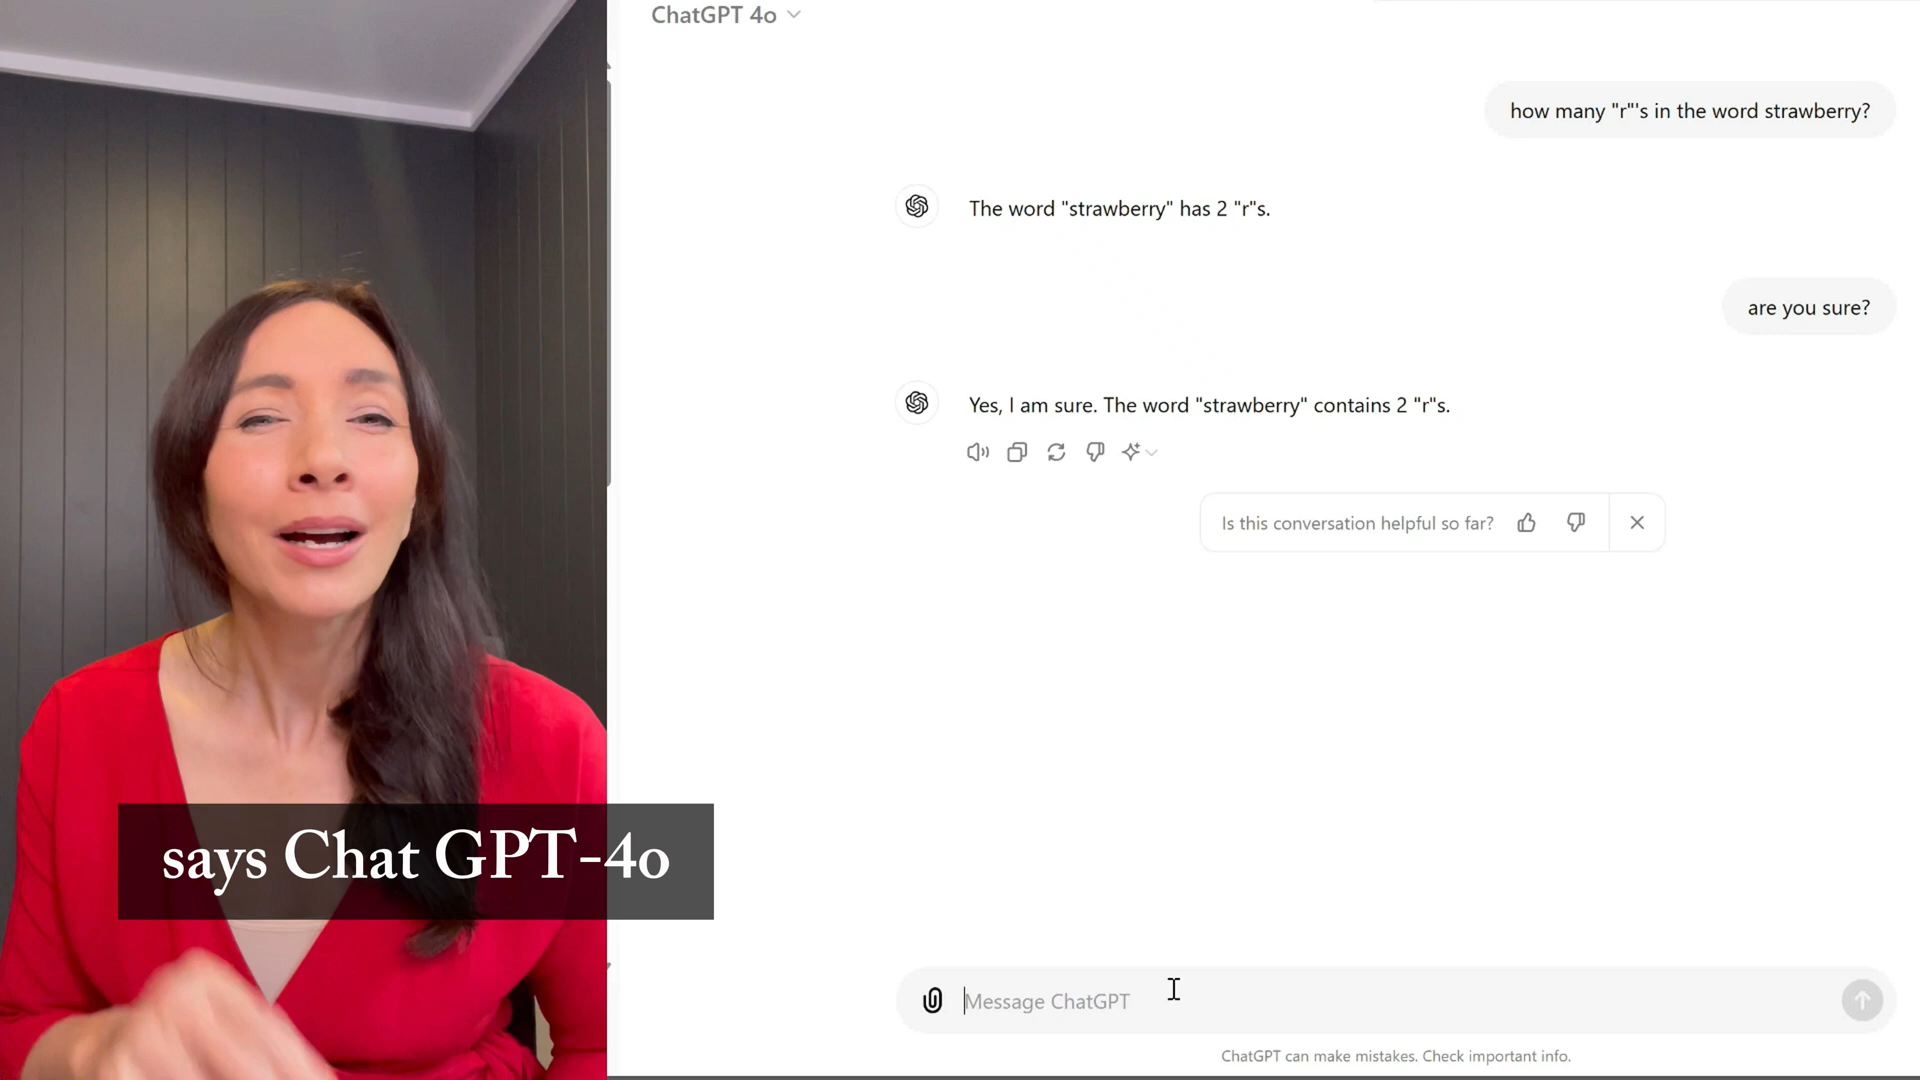 ChatGPT 4o
how many "r"'s in the word strawberry?
The word "strawberry" has 2 "r"s.
are you sure?
Yes, I am sure. The word "strawberry" contains 2 "r"s.
Is this conversation helpful so far?
says Chat GPT-4o
Message ChatGPT
ChatGPT can make mistakes. Check important info.